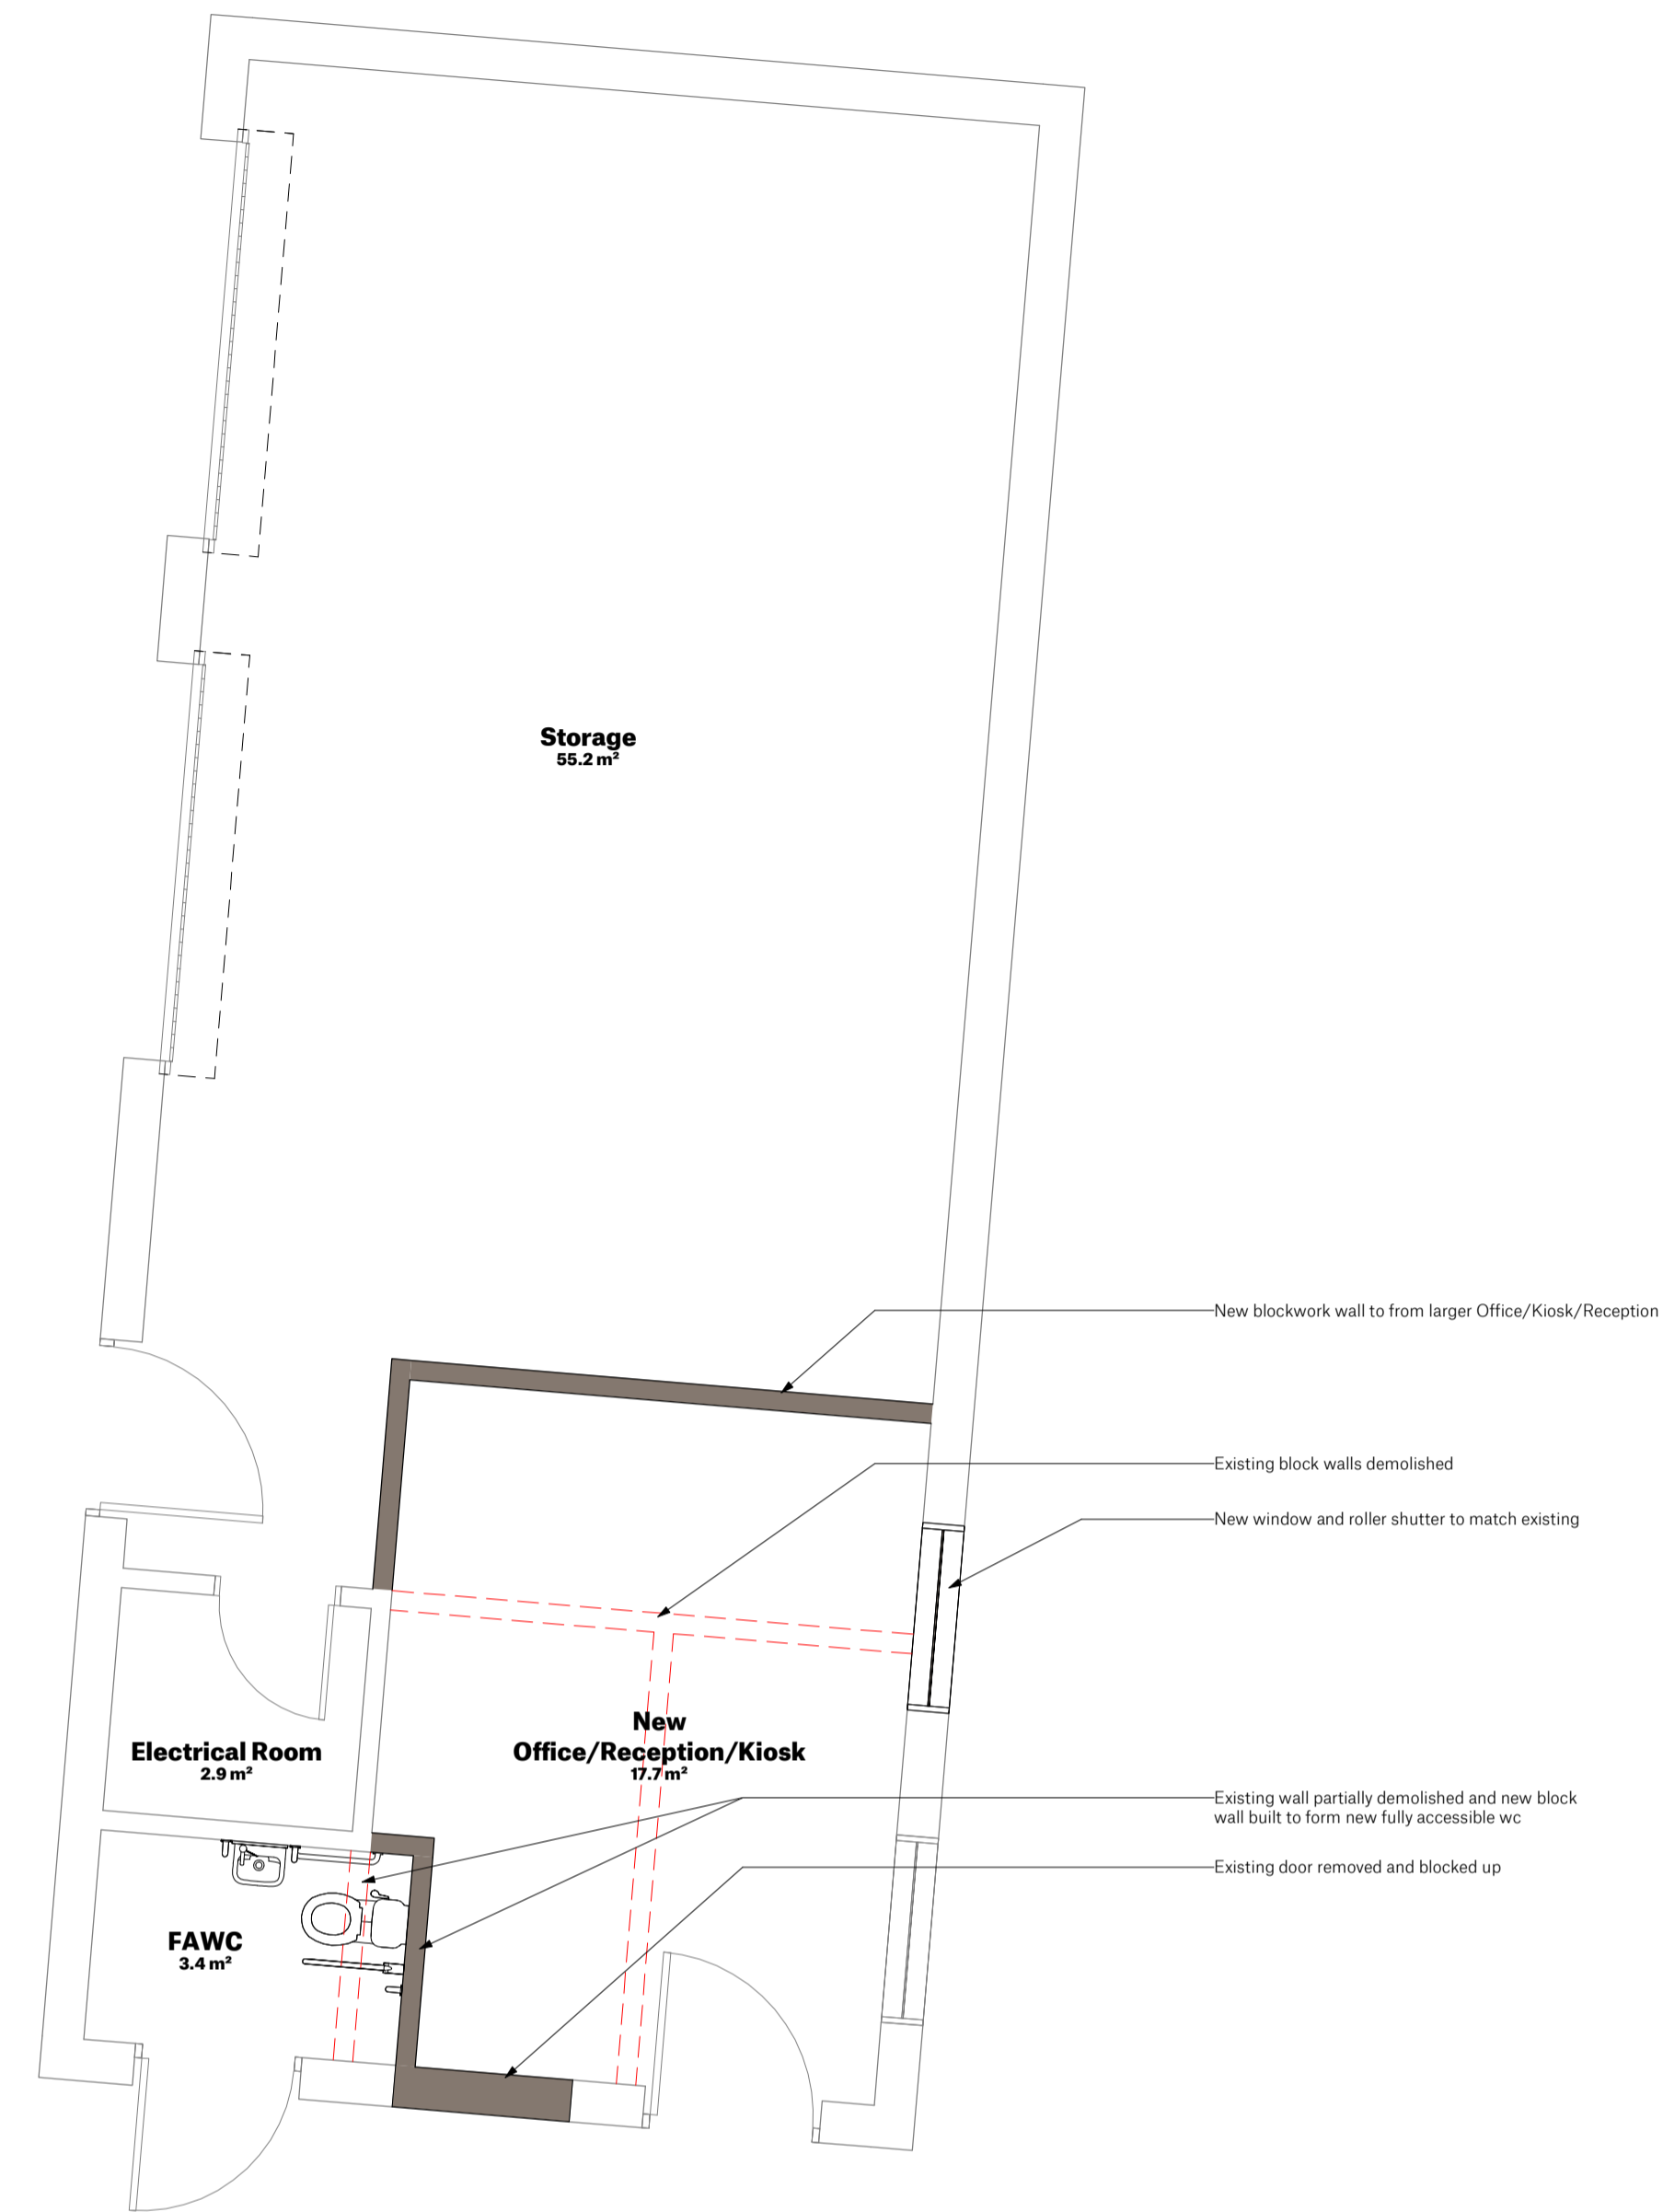 Storage
55.2 m²
New blockwork wall to from larger Office/Kiosk/Reception
Existing block walls demolished
New window and roller shutter to match existing
New
Office/Reception/Kiosk
17.7 m²
Electrical Room
2.9 m²
Existing wall partially demolished and new block
wall built to form new fully accessible wc
Existing door removed and blocked up
FAWC
3.4 m²